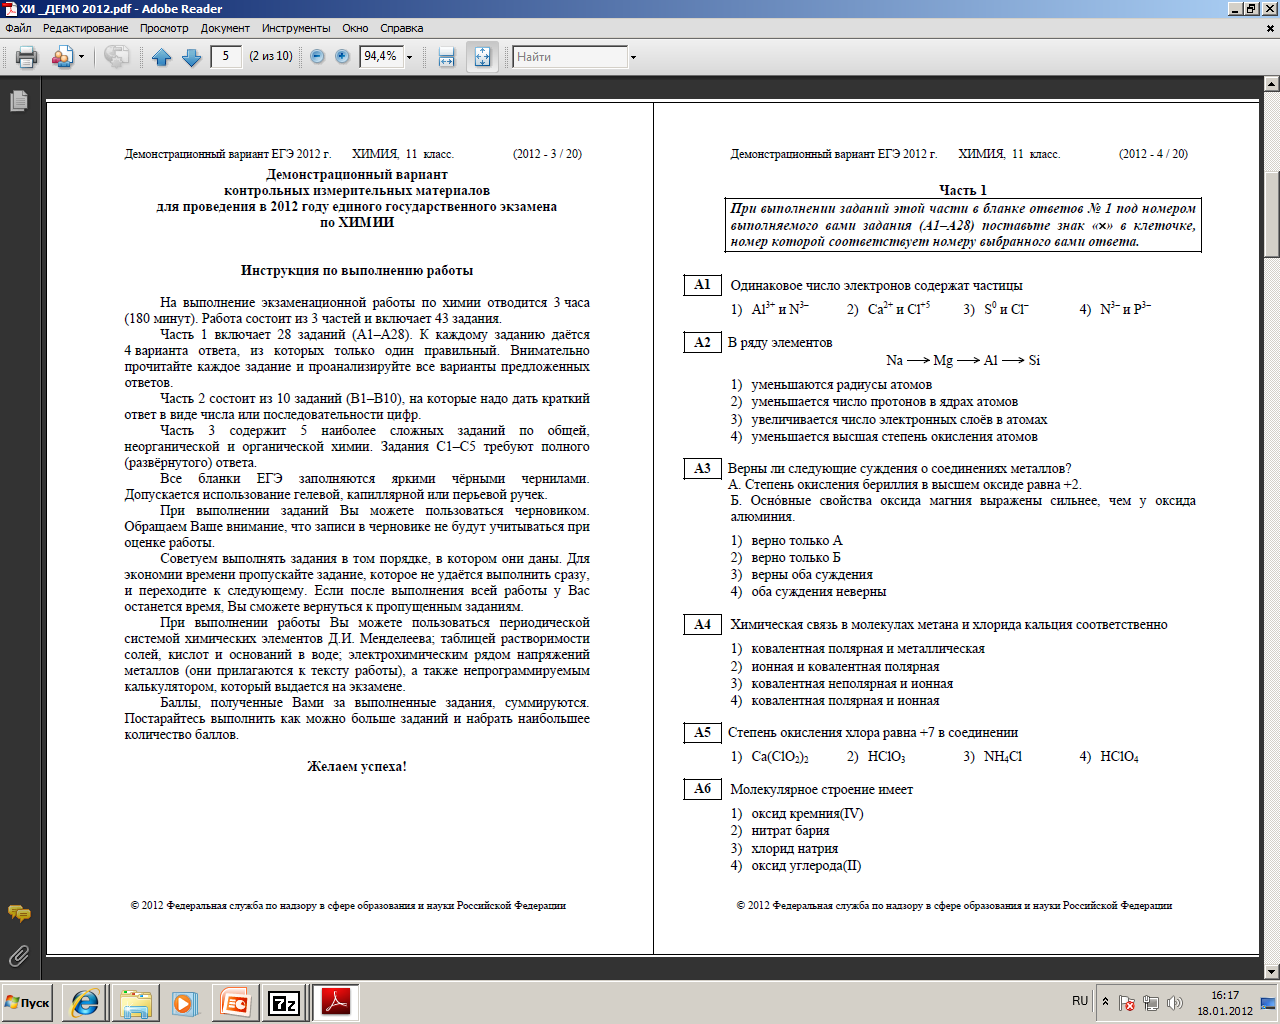 ХИ _ДЕМО 2012.pdf - Adobe Reader
Файл Редактирование Просмотр Документ Инструменты Окно Справка
5 (2 из 10) 94,4% Найти
Демонстрационный вариант ЕГЭ 2012 г. ХИМИЯ, 11 класс. (2012 - 3 / 20)
Демонстрационный вариант
контрольных измерительных материалов
для проведения в 2012 году единого государственного экзамена
по ХИМИИ
Инструкция по выполнению работы
На выполнение экзаменационной работы по химии отводится 3 часа
(180 минут). Работа состоит из 3 частей и включает 43 задания.
Часть 1 включает 28 заданий (А1–А28). К каждому заданию даётся
4 варианта ответа, из которых только один правильный. Внимательно
прочитайте каждое задание и проанализируйте все варианты предложенных
ответов.
Часть 2 состоит из 10 заданий (В1–В10), на которые надо дать краткий
ответ в виде числа или последовательности цифр.
Часть 3 содержит 5 наиболее сложных заданий по общей,
неорганической и органической химии. Задания С1–С5 требуют полного
(развёрнутого) ответа.
Все бланки ЕГЭ заполняются яркими чёрными чернилами.
Допускается использование гелевой, капиллярной или перьевой ручек.
При выполнении заданий Вы можете пользоваться черновиком.
Обращаем Ваше внимание, что записи в черновике не будут учитываться при
оценке работы.
Советуем выполнять задания в том порядке, в котором они даны. Для
экономии времени пропускайте задание, которое не удаётся выполнить сразу,
и переходите к следующему. Если после выполнения всей работы у Вас
останется время, Вы сможете вернуться к пропущенным заданиям.
При выполнении работы Вы можете пользоваться периодической
системой химических элементов Д.И. Менделеева; таблицей растворимости
солей, кислот и оснований в воде; электрохимическим рядом напряжений
металлов (они прилагаются к тексту работы), а также непрограммируемым
калькулятором, который выдается на экзамене.
Баллы, полученные Вами за выполненные задания, суммируются.
Постарайтесь выполнить как можно больше заданий и набрать наибольшее
количество баллов.
Желаем успеха!
© 2012 Федеральная служба по надзору в сфере образования и науки Российской Федерации
Демонстрационный вариант ЕГЭ 2012 г. ХИМИЯ, 11 класс. (2012 - 4 / 20)
Часть 1
При выполнении заданий этой части в бланке ответов № 1 под номером
выполняемого вами задания (А1–А28) поставьте знак «×» в клеточке,
номер которой соответствует номеру выбранного вами ответа.
А1 Одинаковое число электронов содержат частицы
1) Al³⁺ и N³⁻ 2) Ca²⁺ и Cl⁺⁵ 3) S⁰ и Cl⁻ 4) N³⁻ и P³⁻
А2 В ряду элементов
Na ⟶ Mg ⟶ Al ⟶ Si
1) уменьшаются радиусы атомов
2) уменьшается число протонов в ядрах атомов
3) увеличивается число электронных слоёв в атомах
4) уменьшается высшая степень окисления атомов
А3 Верны ли следующие суждения о соединениях металлов?
А. Степень окисления бериллия в высшем оксиде равна +2.
Б. Оснóвные свойства оксида магния выражены сильнее, чем у оксида
алюминия.
1) верно только А
2) верно только Б
3) верны оба суждения
4) оба суждения неверны
А4 Химическая связь в молекулах метана и хлорида кальция соответственно
1) ковалентная полярная и металлическая
2) ионная и ковалентная полярная
3) ковалентная неполярная и ионная
4) ковалентная полярная и ионная
А5 Степень окисления хлора равна +7 в соединении
1) Ca(ClO₂)₂ 2) HClO₃ 3) NH₄Cl 4) HClO₄
А6 Молекулярное строение имеет
1) оксид кремния(IV)
2) нитрат бария
3) хлорид натрия
4) оксид углерода(II)
© 2012 Федеральная служба по надзору в сфере образования и науки Российской Федерации
Пуск 7z RU 16:17
18.01.2012